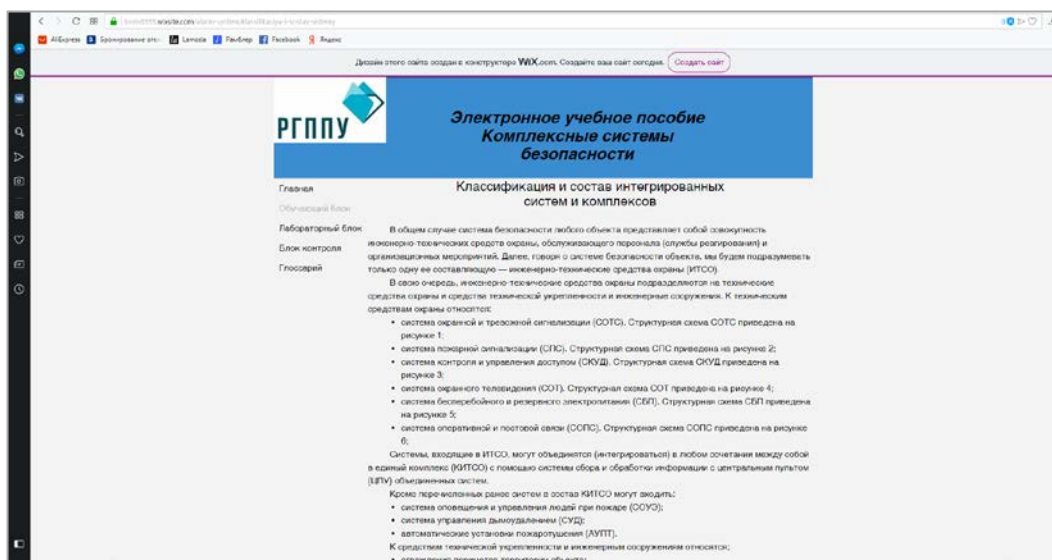 wixsite.com
AliExpress Бронирование оте... Lamoda Рамблер Facebook Яндекс
Дизайн этого сайта создан в конструкторе WIX.com. Создайте ваш сайт сегодня. Создать сайт
РГППУ
Электронное учебное пособие
Комплексные системы
безопасности
Главная
Обучающий блок
Лабораторный блок
Блок контроля
Глоссарий
Классификация и состав интегрированных
систем и комплексов
В общем случае система безопасности любого объекта представляет собой совокупность
инженерно-технических средств охраны, обслуживающего персонала (службы реагирования) и
организационных мероприятий. Далее, говоря о системе безопасности объекта, мы будем подразумевать
только одну ее составляющую — инженерно-технические средства охраны (ИТСО).
В свою очередь, инженерно-технические средства охраны подразделяются на технические
средства охраны и средства технической укрепленности и инженерные сооружения. К техническим
средствам охраны относятся:
• система охранной и тревожной сигнализации (СОТС). Структурная схема СОТС приведена на
рисунке 1;
• система пожарной сигнализации (СПС). Структурная схема СПС приведена на рисунке 2;
• система контроля и управления доступом (СКУД). Структурная схема СКУД приведена на
рисунке 3;
• система охранного телевидения (СОТ). Структурная схема СОТ приведена на рисунке 4;
• система бесперебойного и резервного электропитания (СБП). Структурная схема СБП приведена
на рисунке 5;
• система оперативной и постовой связи (СОПС). Структурная схема СОПС приведена на рисунке
6;
Системы, входящие в ИТСО, могут объединятся (интегрироваться) в любом сочетании между собой
в единый комплекс (КИТСО) с помощью системы сбора и обработки информации с центральным пультом
(ЦПУ) объединенных систем.
Кроме перечисленных ранее систем в состав КИТСО могут входить:
• система оповещения и управления людей при пожаре (СОУЭ);
• система управления дымоудалением (СУД);
• автоматические установки пожаротушения (АУПТ).
К средствам технической укрепленности и инженерным сооружениям относятся;